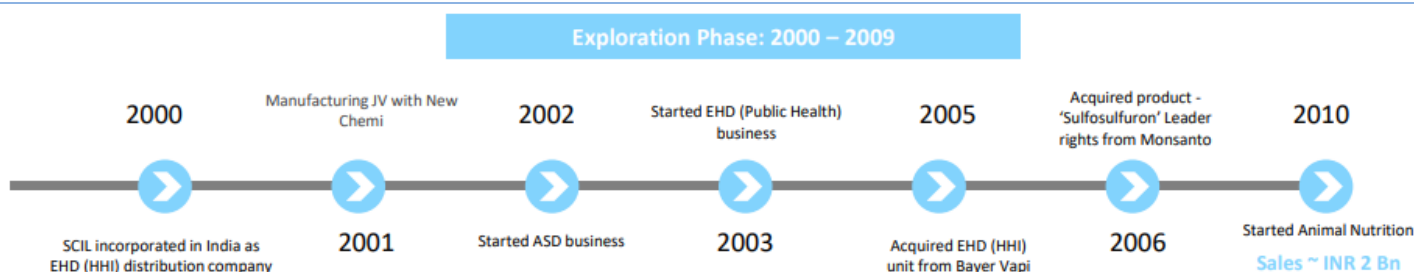 Exploration Phase: 2000 – 2009
2000
Manufacturing JV with New
Chemi
2002
Started EHD (Public Health)
business
2005
Acquired product -
‘Sulfosulfuron’ Leader
rights from Monsanto
2010
SCIL incorporated in India as
EHD (HHI) distribution company
2001
Started ASD business
2003
Acquired EHD (HHI)
unit from Bayer Vapi
2006
Started Animal Nutrition
Sales ~ INR 2 Bn